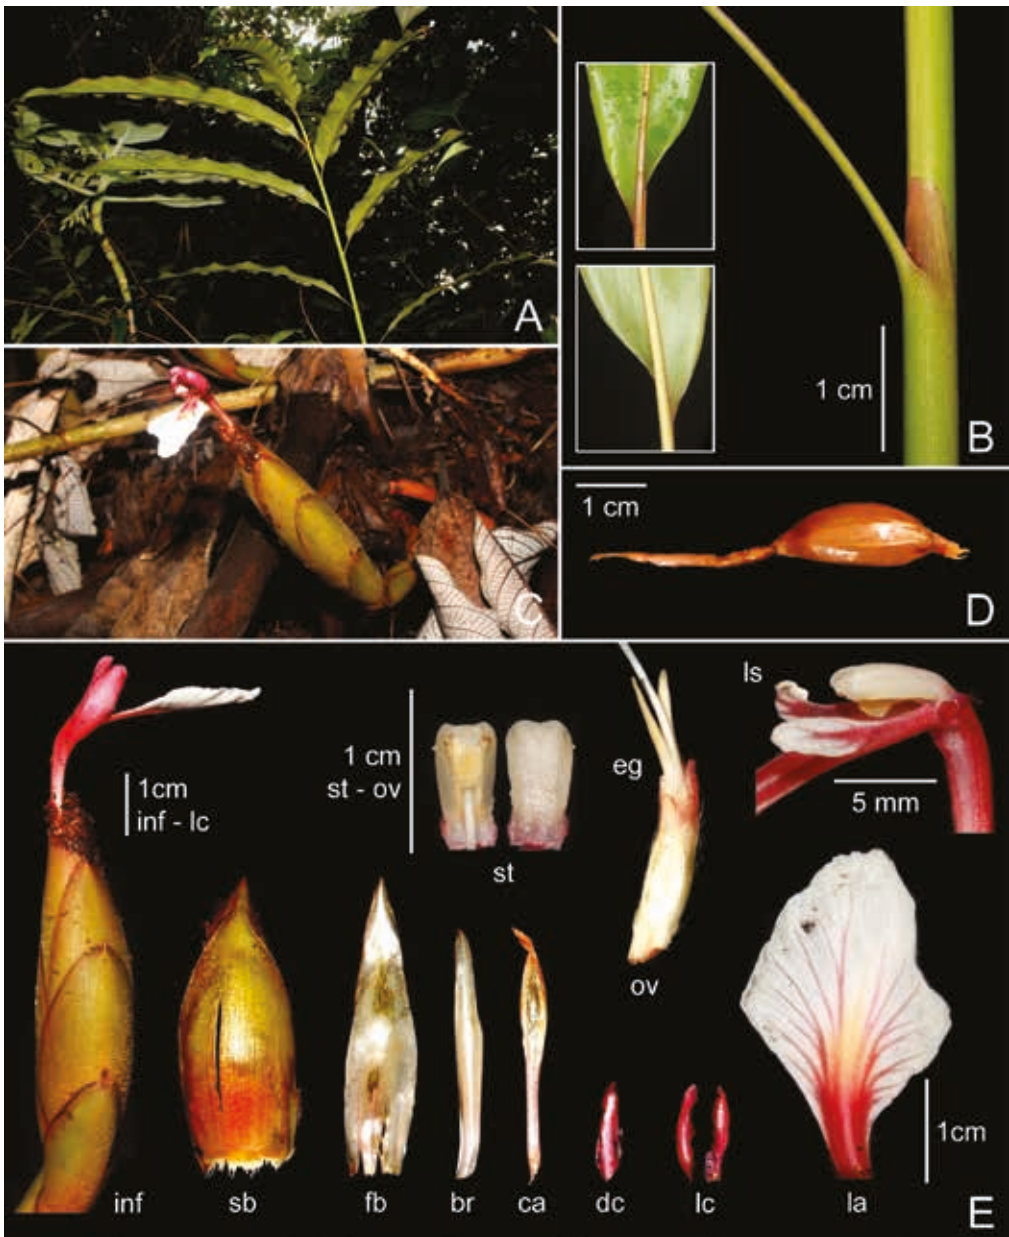 A
1 cm
B
C
1 cm
D
1cm
inf - lc
1 cm
st - ov
st
eg
ov
ls
5 mm
inf
sb
fb
br
ca
dc
lc
la
1cm
E